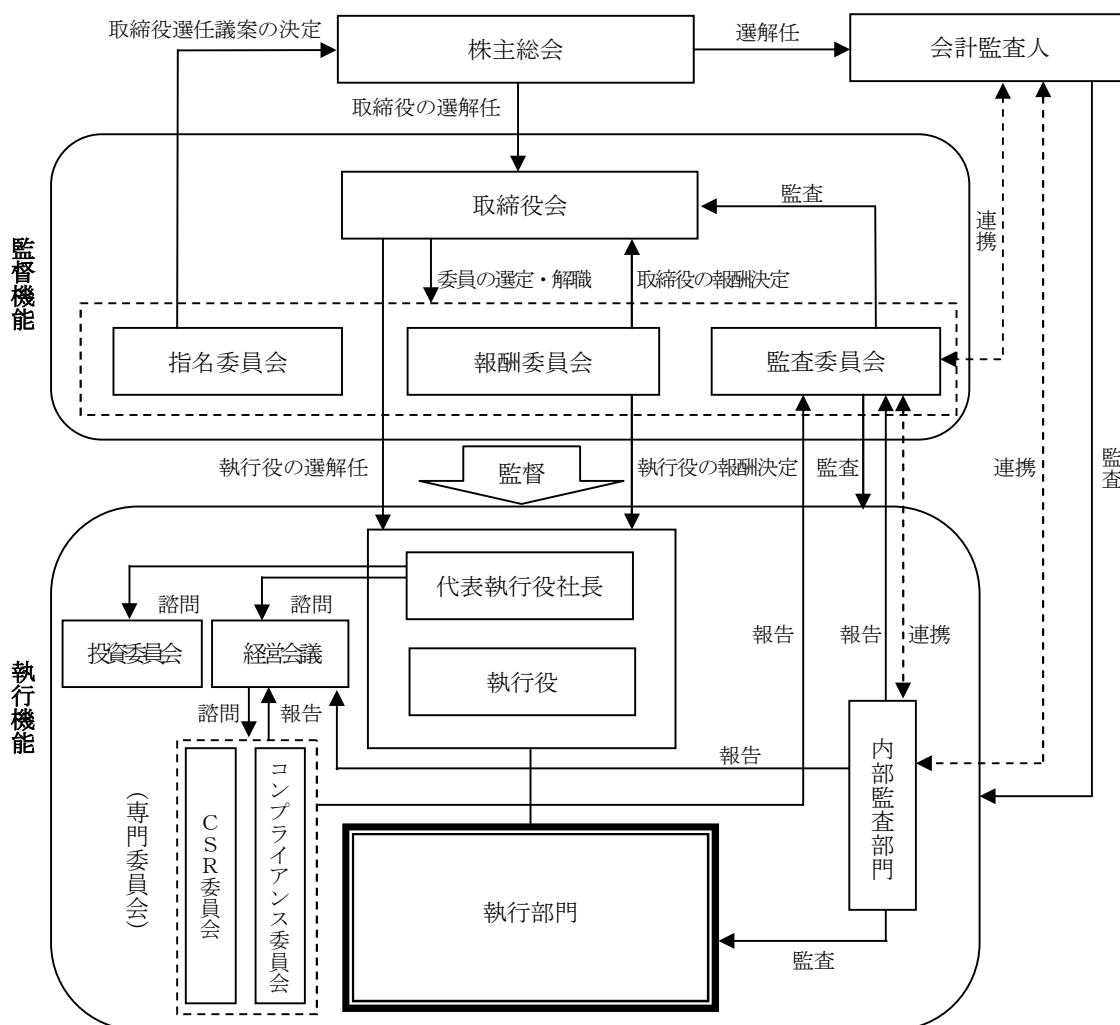 取締役選任議案の決定
株主総会
選解任
会計監査人
取締役の選解任
取締役会
監査
連携
監督機能
委員の選定・解職
取締役の報酬決定
指名委員会
報酬委員会
監査委員会
執行役の選解任
監督
執行役の報酬決定
監査
連携
監査
代表執行役社長
諮問
諮問
報告
報告
連携
投資委員会
経営会議
執行役
執行機能
諮問
報告
報告
内部監査部門
(専門委員会)
CSR委員会
コンプライアンス委員会
執行部門
監査